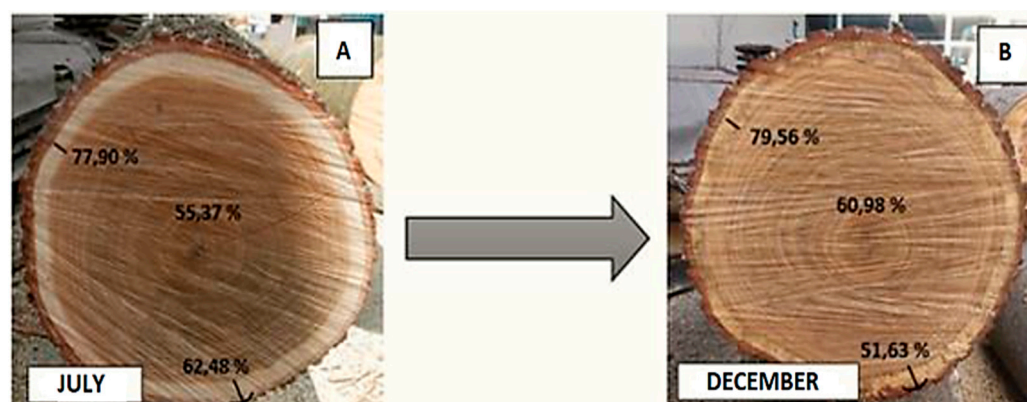 A
77,90 %
55,37 %
62,48 %
JULY
B
79,56 %
60,98 %
51,63 %
DECEMBER